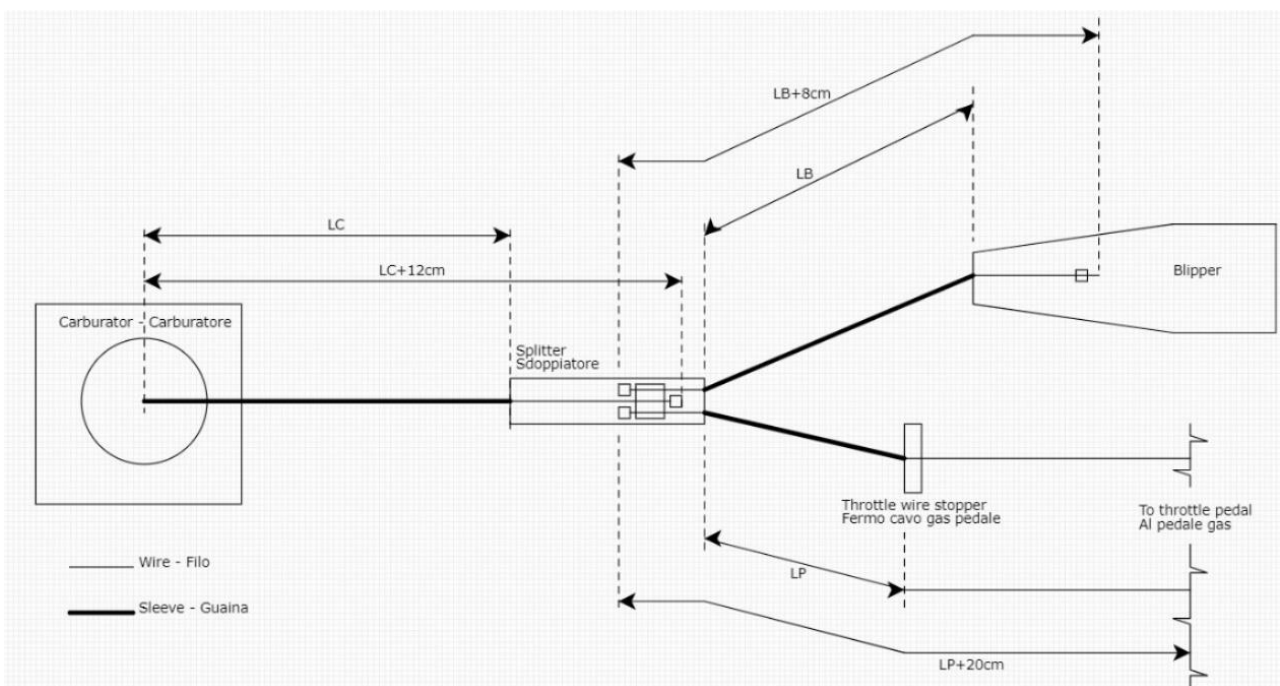 LB+8cm
LB
LC
LC+12cm
Blipper
Carburator - Carburatore
Splitter
Sdoppiatore
Throttle wire stopper
Fermo cavo gas pedale
To throttle pedal
Al pedale gas
Wire - Filo
LP
Sleeve - Guaina
LP+20cm